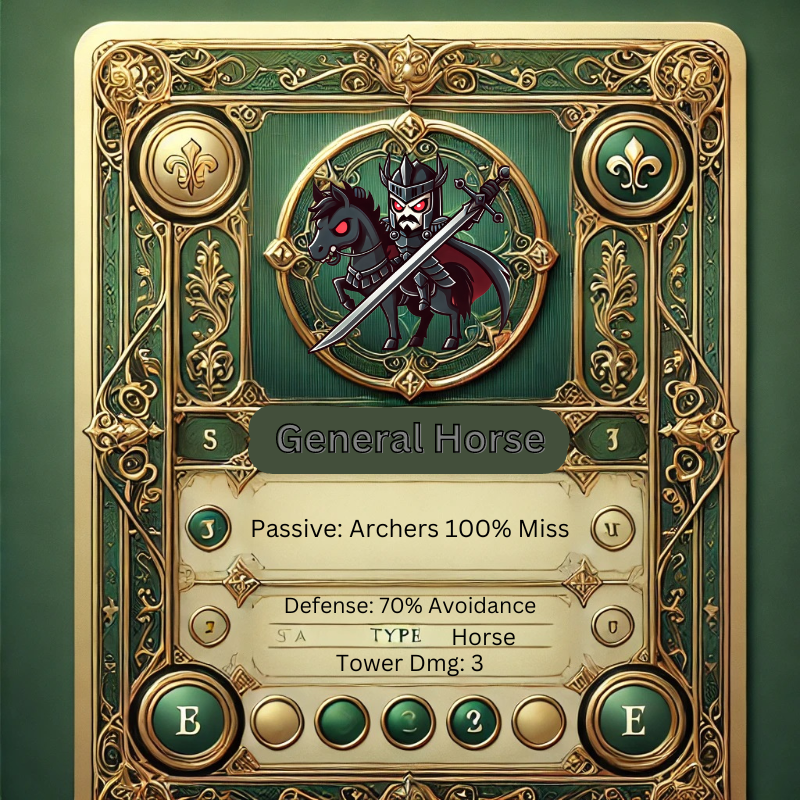 S General Horse J
J Passive: Archers 100% Miss
Defense: 70% Avoidance
S A TYPE Horse
Tower Dmg: 3
B E